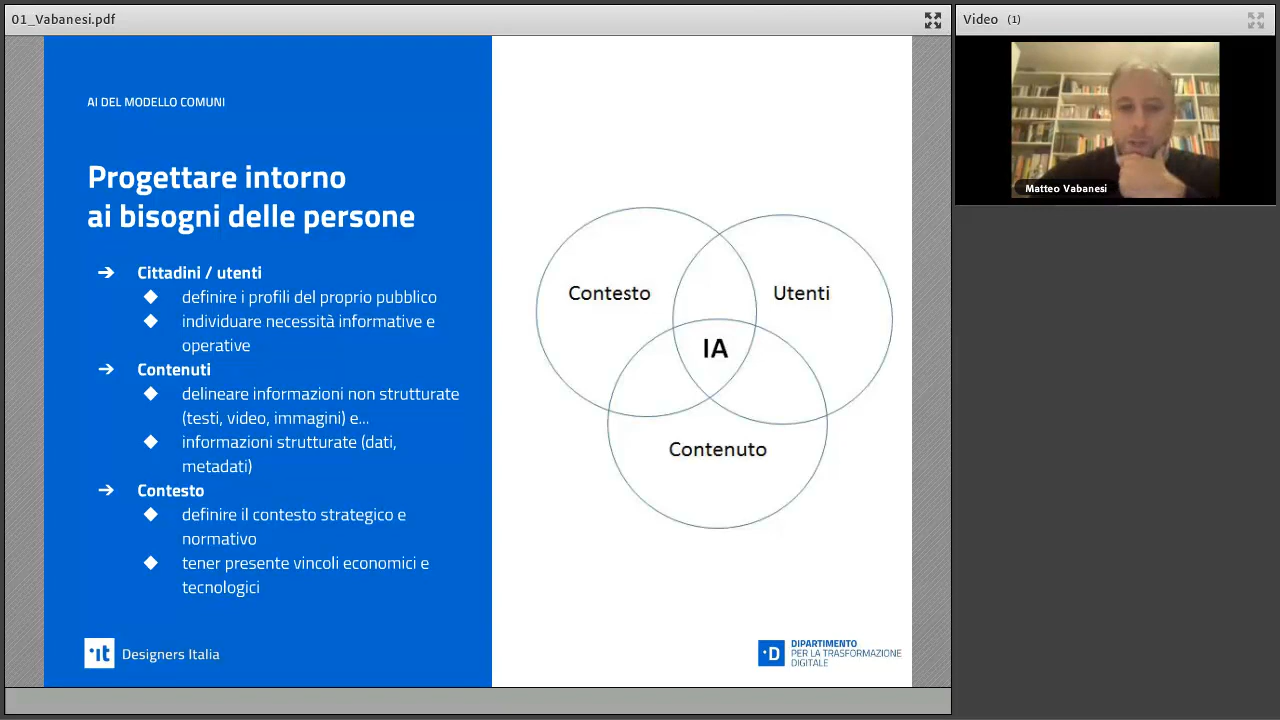 01_Vabanesi.pdf
Video (1)
AI DEL MODELLO COMUNI
Progettare intorno
ai bisogni delle persone
➔ Cittadini / utenti
◆ definire i profili del proprio pubblico
◆ individuare necessità informative e
operative
➔ Contenuti
◆ delineare informazioni non strutturate
(testi, video, immagini) e...
◆ informazioni strutturate (dati,
metadati)
➔ Contesto
◆ definire il contesto strategico e
normativo
◆ tener presente vincoli economici e
tecnologici
Contesto
Utenti
IA
Contenuto
Matteo Vabanesi
.it Designers Italia
.D DIPARTIMENTO
PER LA TRASFORMAZIONE
DIGITALE